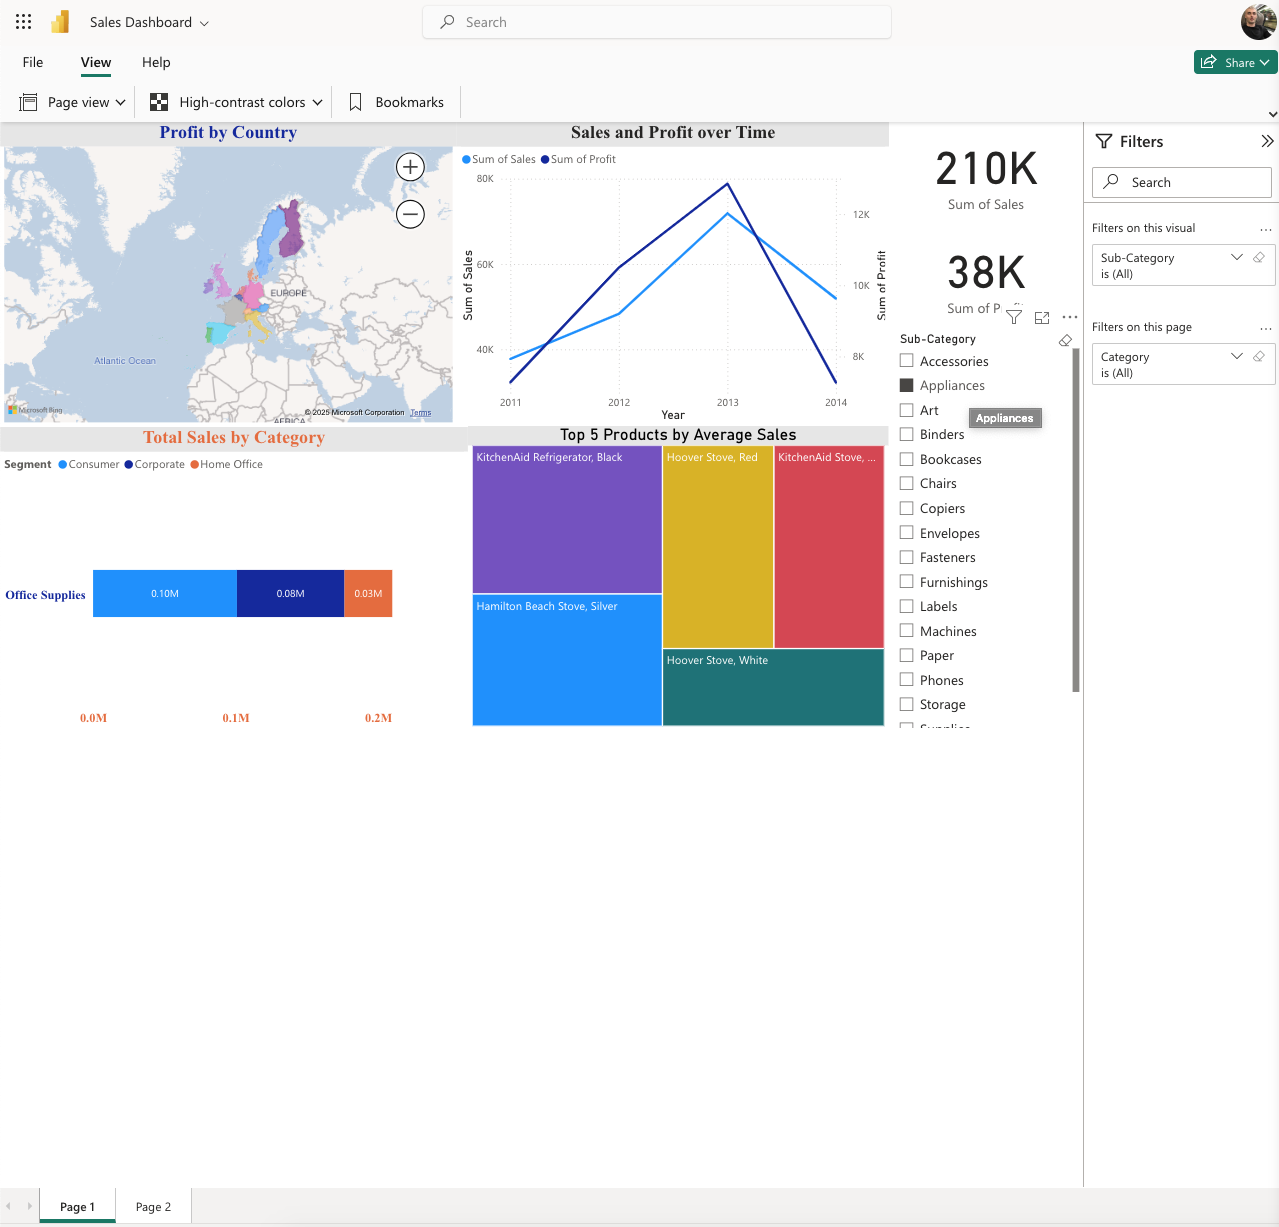 Sales Dashboard
Search
File
View
Help
Share
Page view
High-contrast colors
Bookmarks
Profit by Country
EUROPE
Atlantic Ocean
AFRICA
Microsoft Bing
© 2025 Microsoft Corporation Terms
Sales and Profit over Time
Sum of Sales
Sum of Profit
80K
60K
40K
12K
10K
8K
Sum of Sales
Sum of Profit
2011
2012
2013
2014
Year
210K
Sum of Sales
38K
Sum of Profit
Sub-Category
Accessories
Appliances
Art
Appliances
Binders
Bookcases
Chairs
Copiers
Envelopes
Fasteners
Furnishings
Labels
Machines
Paper
Phones
Storage
Supplies
Total Sales by Category
Segment
Consumer
Corporate
Home Office
Office Supplies
0.10M
0.08M
0.03M
0.0M
0.1M
0.2M
Top 5 Products by Average Sales
KitchenAid Refrigerator, Black
Hoover Stove, Red
KitchenAid Stove, ...
Hamilton Beach Stove, Silver
Hoover Stove, White
Filters
Search
Filters on this visual
...
Sub-Category
is (All)
Filters on this page
...
Category
is (All)
Page 1
Page 2